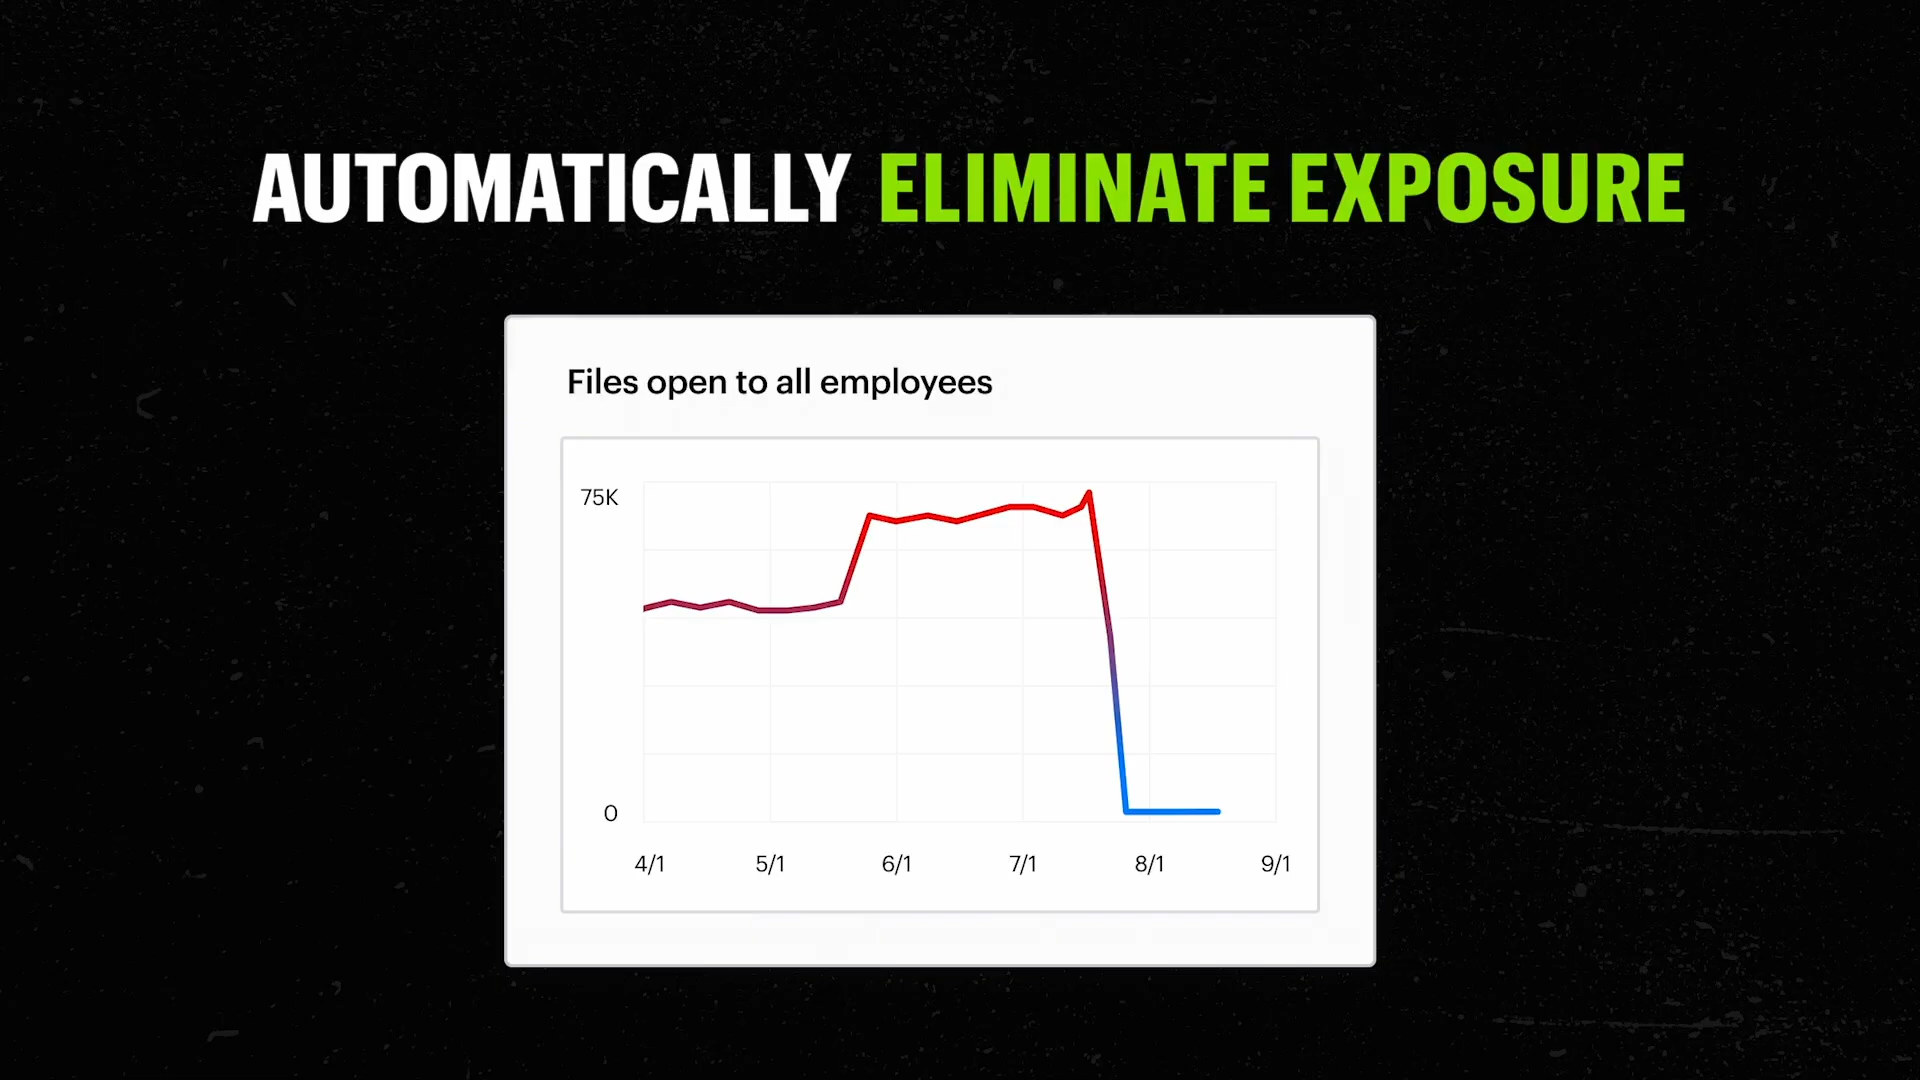 AUTOMATICALLY ELIMINATE EXPOSURE
Files open to all employees
75K
0
4/1 5/1 6/1 7/1 8/1 9/1